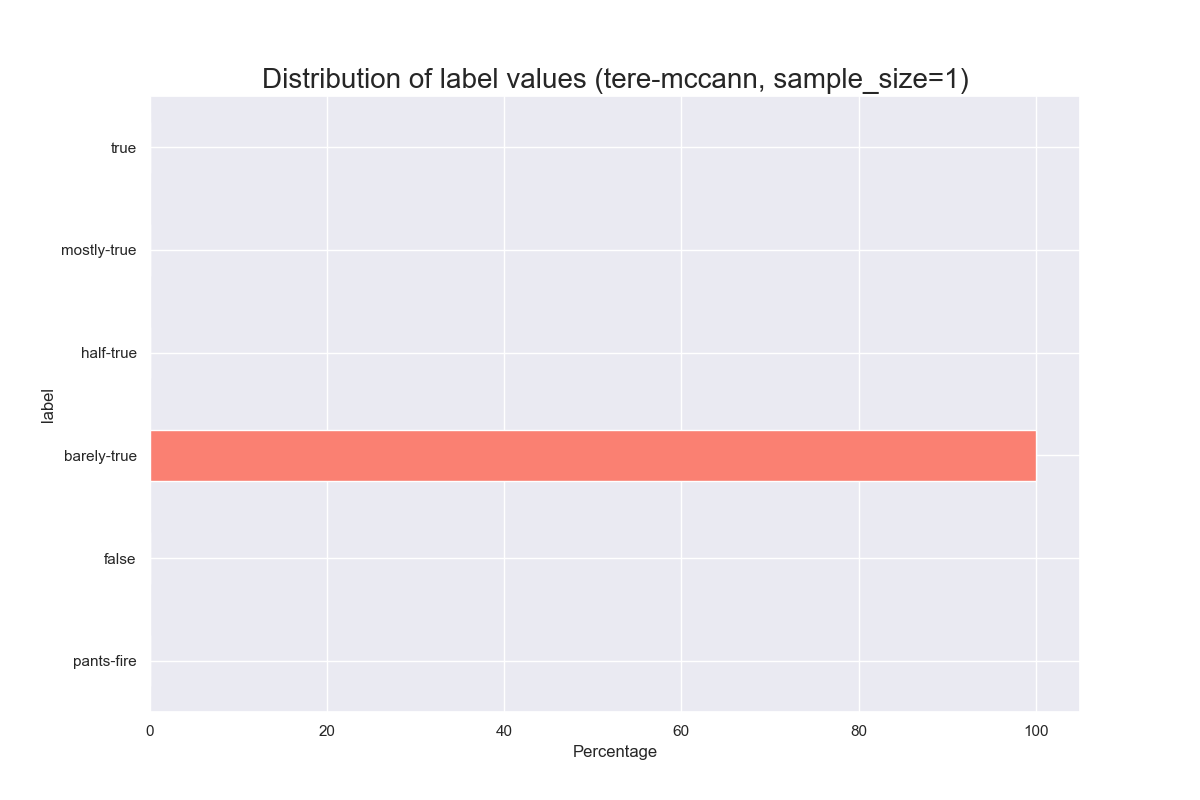 Distribution of label values (tere-mccann, sample_size=1)
true
mostly-true
half-true
label
barely-true
false
pants-fire
0 20 40 60 80 100
Percentage